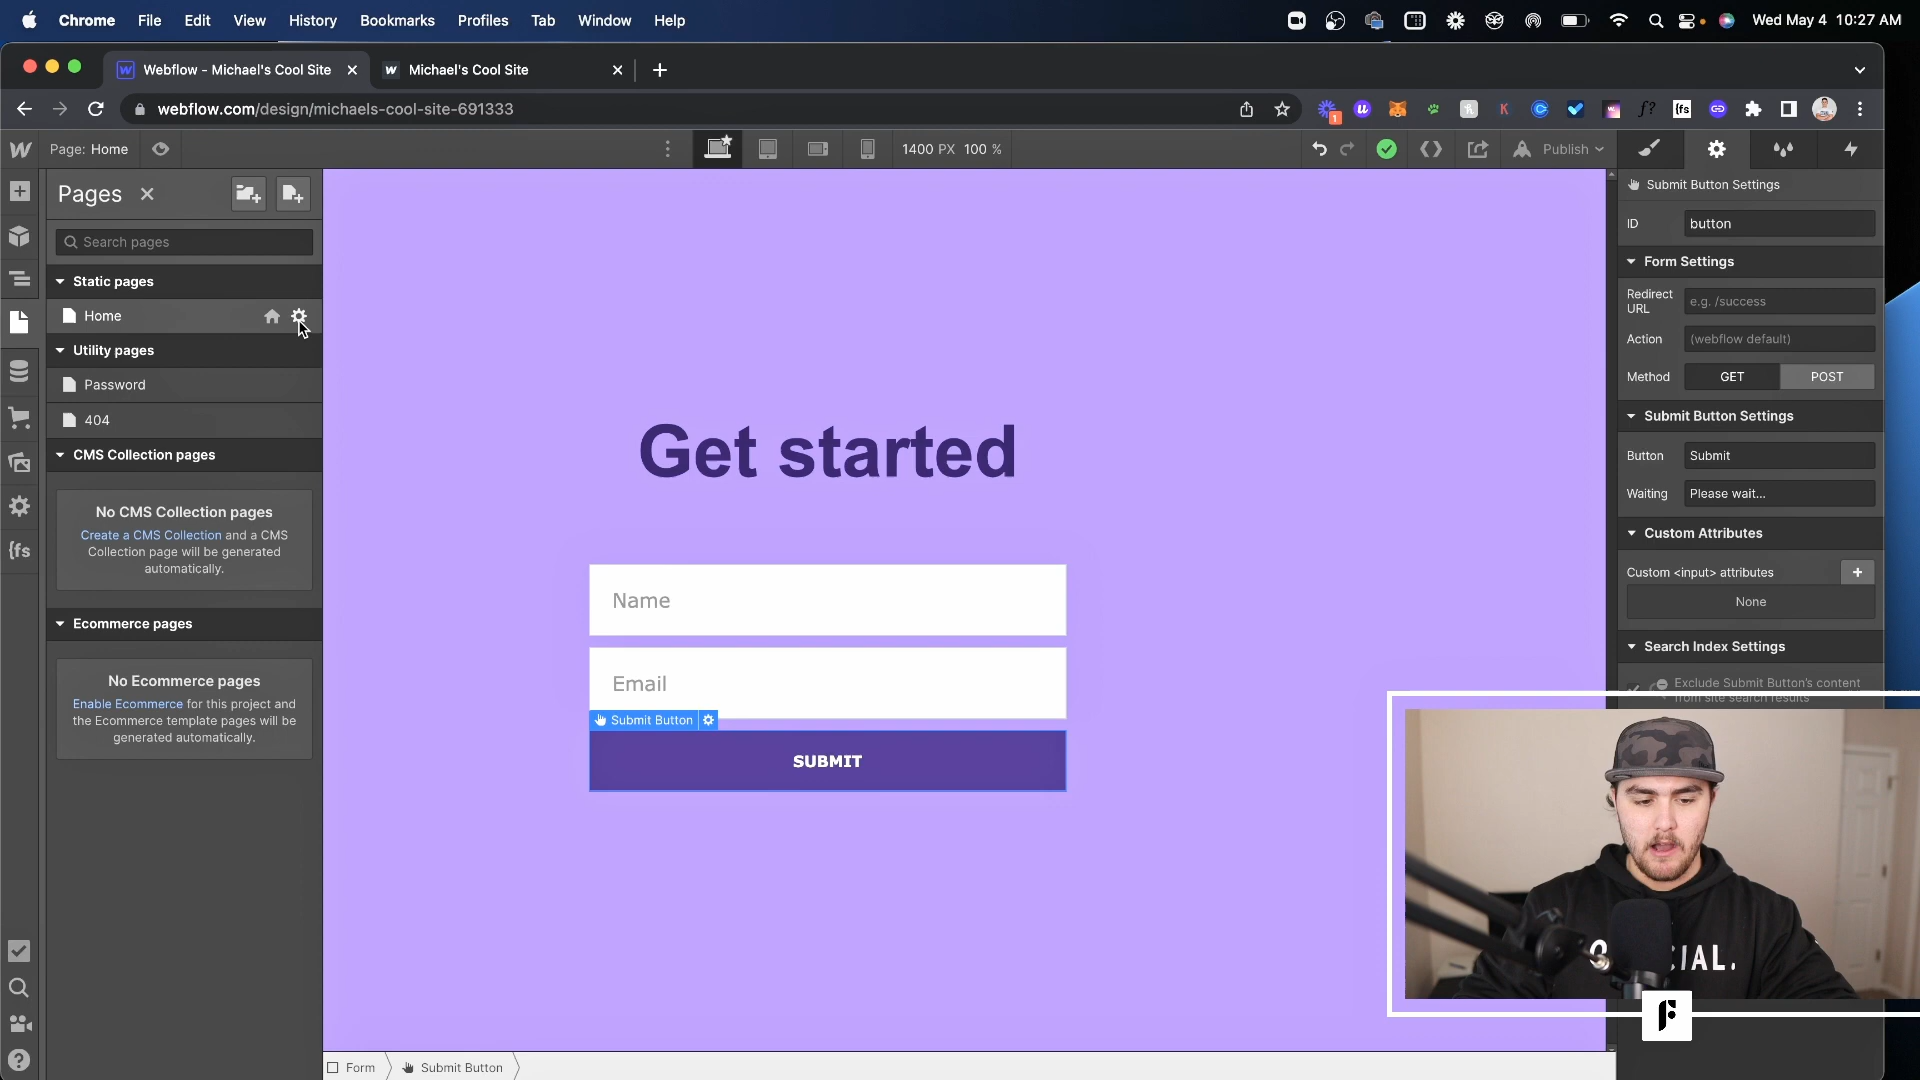 Chrome File Edit View History Bookmarks Profiles Tab Window Help
Wed May 4 10:27 AM
Webflow - Michael's Cool Site
Michael's Cool Site
webflow.com/design/michaels-cool-site-691333
Page: Home
1400 PX 100 %
Publish
Pages
Search pages
Static pages
Home
Utility pages
Password
404
CMS Collection pages
No CMS Collection pages
Create a CMS Collection and a CMS
Collection page will be generated
automatically.
Ecommerce pages
No Ecommerce pages
Enable Ecommerce for this project and
the Ecommerce template pages will be
generated automatically.
{fs
Get started
Name
Email
Submit Button
SUBMIT
Form
Submit Button
Submit Button Settings
ID button
Form Settings
Redirect
URL
e.g. /success
Action (webflow default)
Method GET POST
Submit Button Settings
Button Submit
Waiting Please wait...
Custom Attributes
Custom <input> attributes +
None
Search Index Settings
Exclude Submit Button's content
from site search results